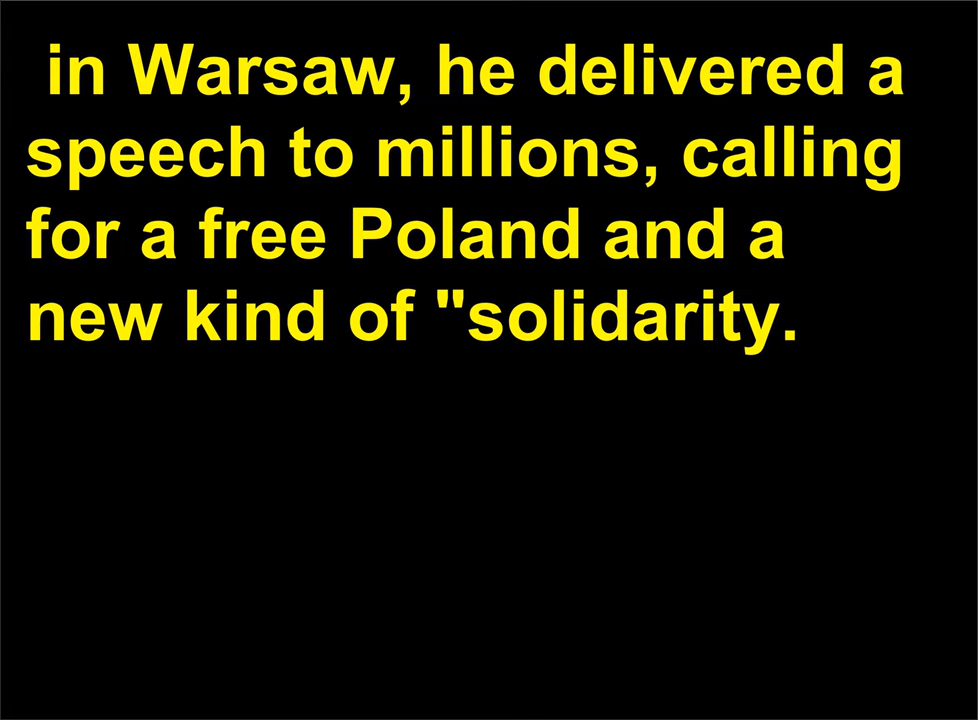 in Warsaw, he delivered a
speech to millions, calling
for a free Poland and a
new kind of "solidarity.